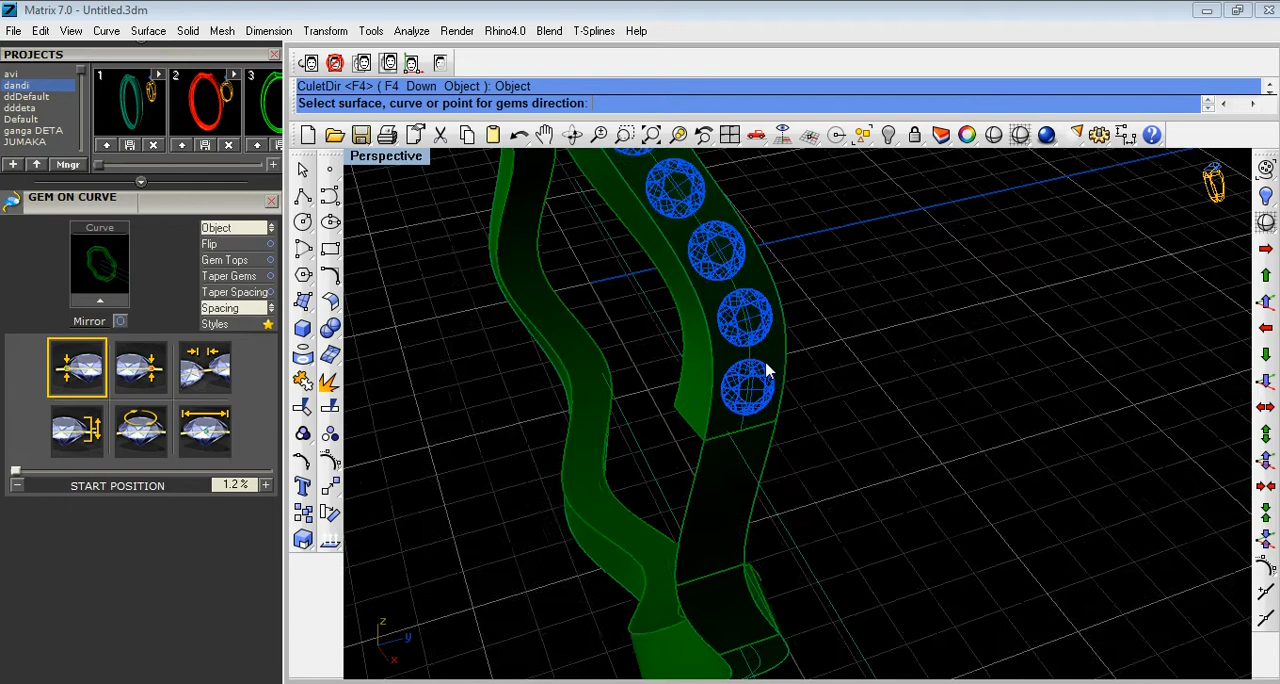 Matrix 7.0 - Untitled.3dm
File Edit View Curve Surface Solid Mesh Dimension Transform Tools Analyze Render Rhino4.0 Blend T-Splines Help
PROJECTS
avi
dandi
ddDefault
dddeta
Default
ganga DETA
JUMAKA
1 2 3
Mngr
CuletDir <F4> ( F4 Down Object ): Object
Select surface, curve or point for gems direction:
Perspective
GEM ON CURVE
Curve
Mirror
Object
Flip
Gem Tops
Taper Gems
Taper Spacing
Spacing
Styles
START POSITION 1.2 %
z
y
x